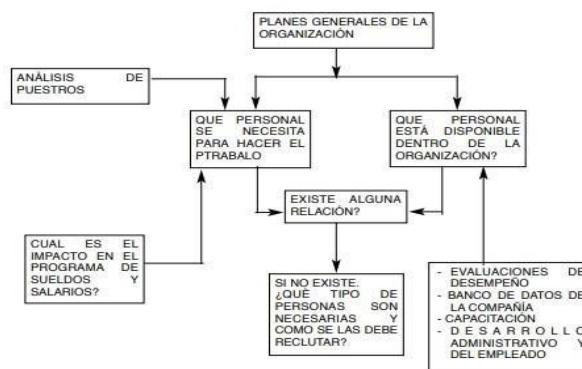 PLANES GENERALES DE LA
ORGANIZACIÓN
ANÁLISIS DE
PUESTROS
QUE PERSONAL
SE NECESITA
PARA HACER EL
PTRABALO
QUE PERSONAL
ESTÁ DISPONIBLE
DENTRO DE LA
ORGANIZACIÓN?
EXISTE ALGUNA
RELACIÓN?
CUAL ES EL
IMPACTO EN EL
PROGRAMA DE
SUELDOS Y
SALARIOS?
SI NO EXISTE.
¿QUÉ TIPO DE
PERSONAS SON
NECESARIAS Y
COMO SE LAS DEBE
RECLUTAR?
- EVALUACIONES DE
DESEMPEÑO
- BANCO DE DATOS DE
LA COMPAÑÍA
- CAPACITACIÓN
- DESARROLLO
ADMINISTRATIVO Y
DEL EMPLEADO